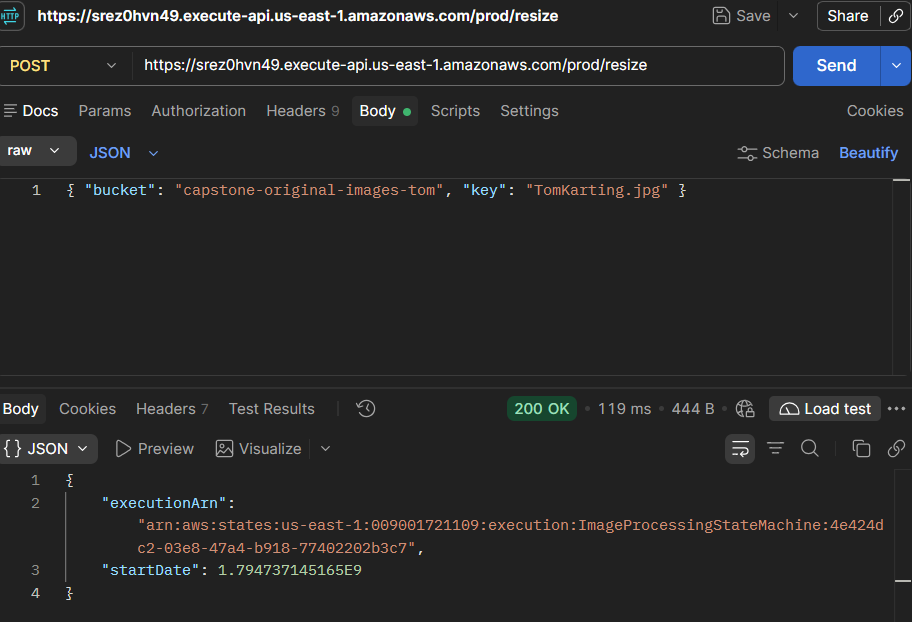 HTTP https://srez0hvn49.execute-api.us-east-1.amazonaws.com/prod/resize Save Share
POST https://srez0hvn49.execute-api.us-east-1.amazonaws.com/prod/resize Send
Docs Params Authorization Headers 9 Body Scripts Settings Cookies
raw JSON Schema Beautify
1 { "bucket": "capstone-original-images-tom", "key": "TomKarting.jpg" }
Body Cookies Headers 7 Test Results 200 OK • 119 ms • 444 B • Load test
{} JSON Preview Visualize
1 {
2 "executionArn":
"arn:aws:states:us-east-1:009001721109:execution:ImageProcessingStateMachine:4e424d
c2-03e8-47a4-b918-77402202b3c7",
3 "startDate": 1.794737145165E9
4 }